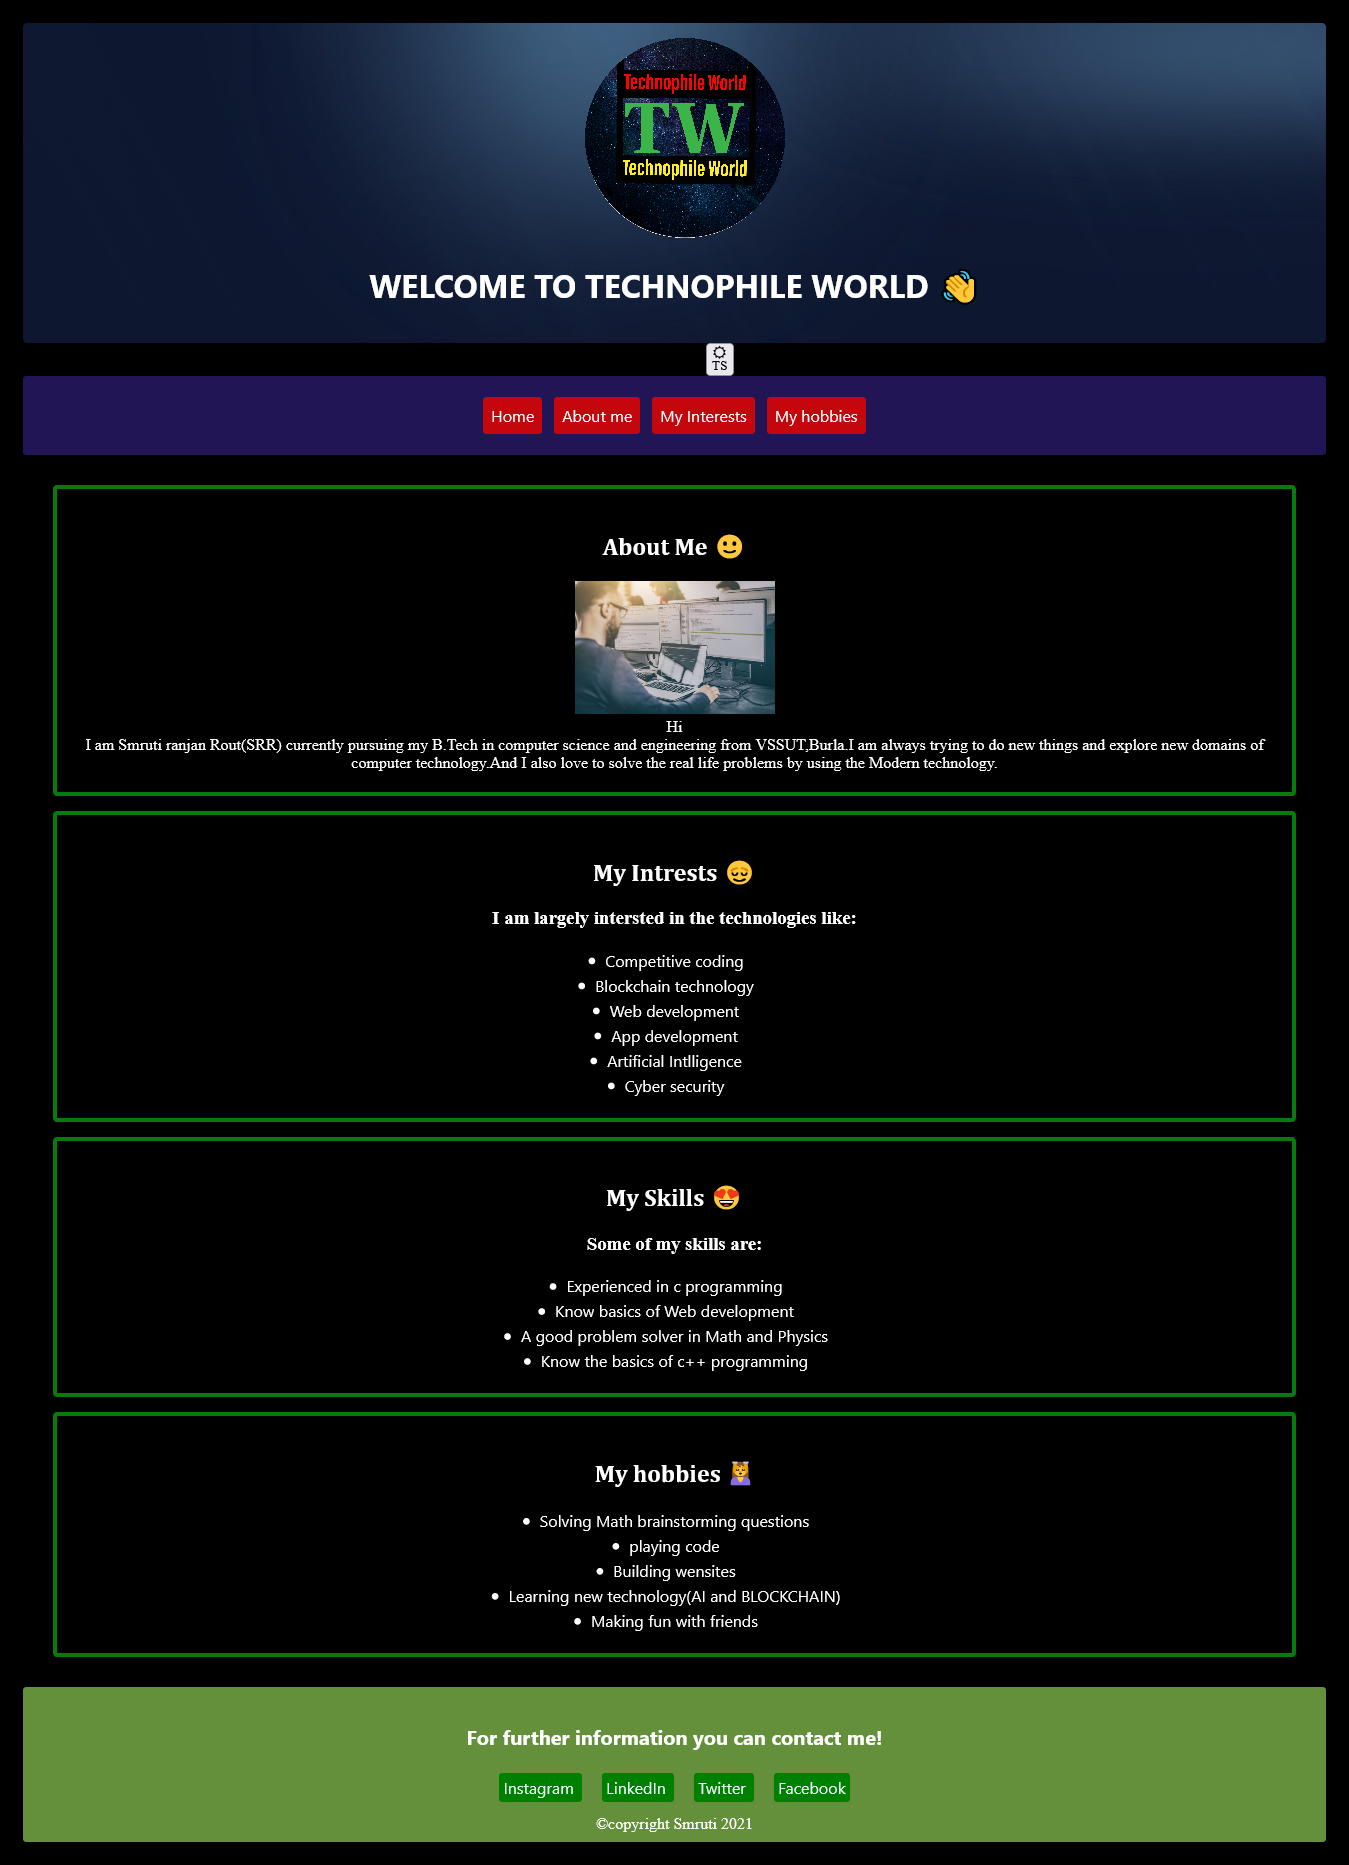 Technophile World
TW
Technophile World
WELCOME TO TECHNOPHILE WORLD 👋
TS
Home About me My Interests My hobbies
About Me 🙂
Hi
I am Smruti ranjan Rout(SRR) currently pursuing my B.Tech in computer science and engineering from VSSUT,Burla.I am always trying to do new things and explore new domains of
computer technology.And I also love to solve the real life problems by using the Modern technology.
My Intrests 😌
I am largely intersted in the technologies like:
• Competitive coding
• Blockchain technology
• Web development
• App development
• Artificial Intlligence
• Cyber security
My Skills 😍
Some of my skills are:
• Experienced in c programming
• Know basics of Web development
• A good problem solver in Math and Physics
• Know the basics of c++ programming
My hobbies 💆‍♀️
• Solving Math brainstorming questions
• playing code
• Building wensites
• Learning new technology(AI and BLOCKCHAIN)
• Making fun with friends
For further information you can contact me!
Instagram LinkedIn Twitter Facebook
©copyright Smruti 2021